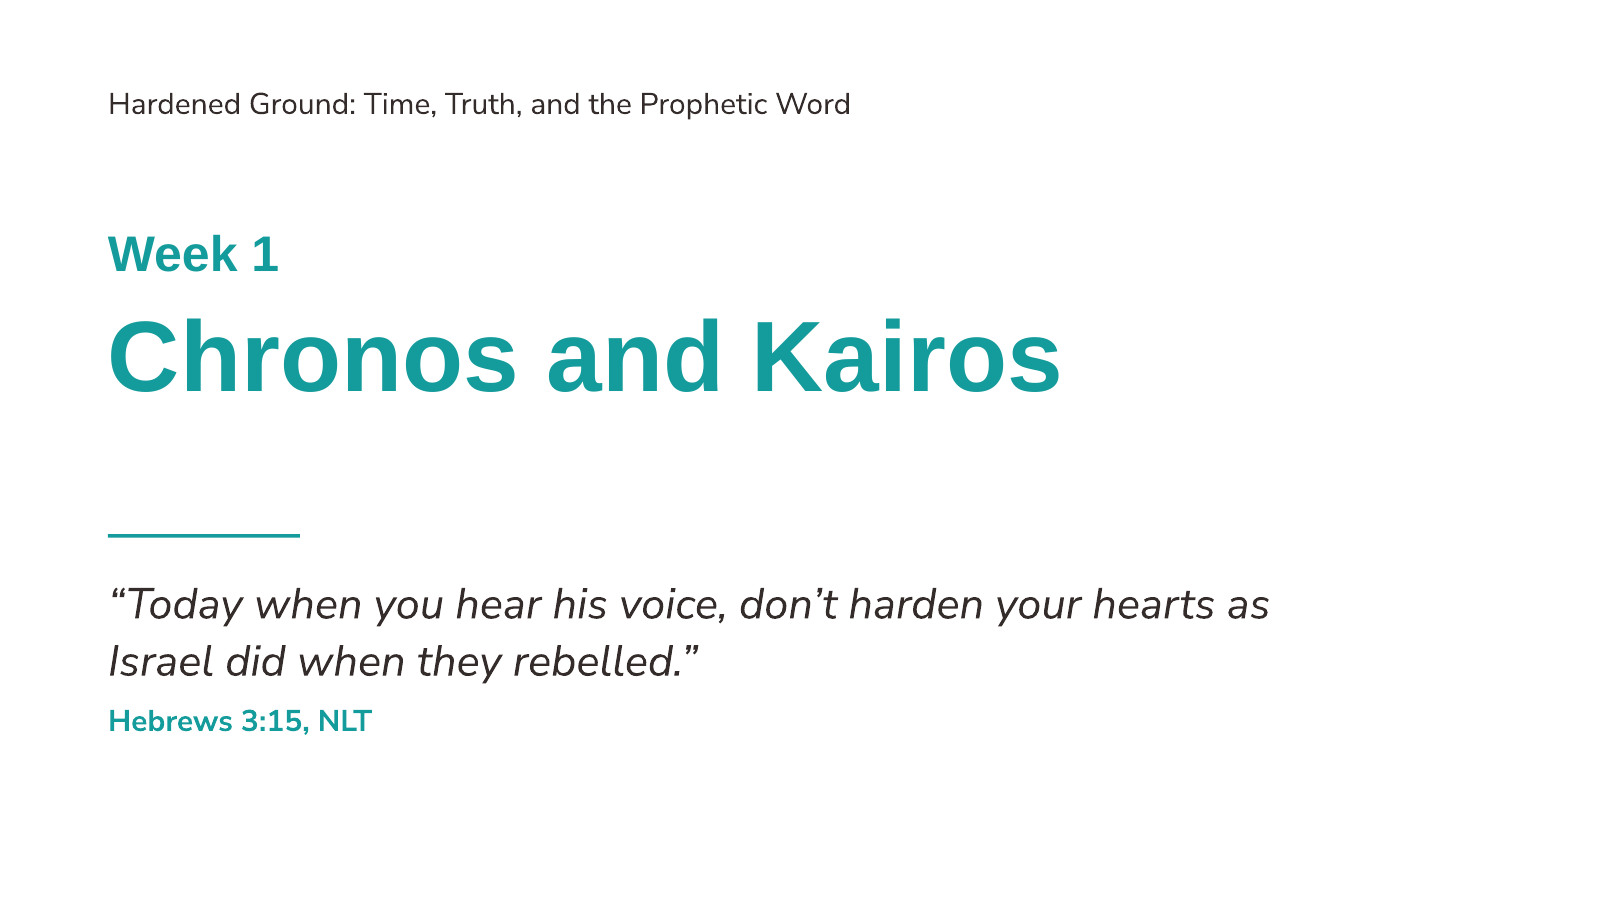 Hardened Ground: Time, Truth, and the Prophetic Word
Week 1
Chronos and Kairos
“Today when you hear his voice, don’t harden your hearts as
Israel did when they rebelled.”
Hebrews 3:15, NLT